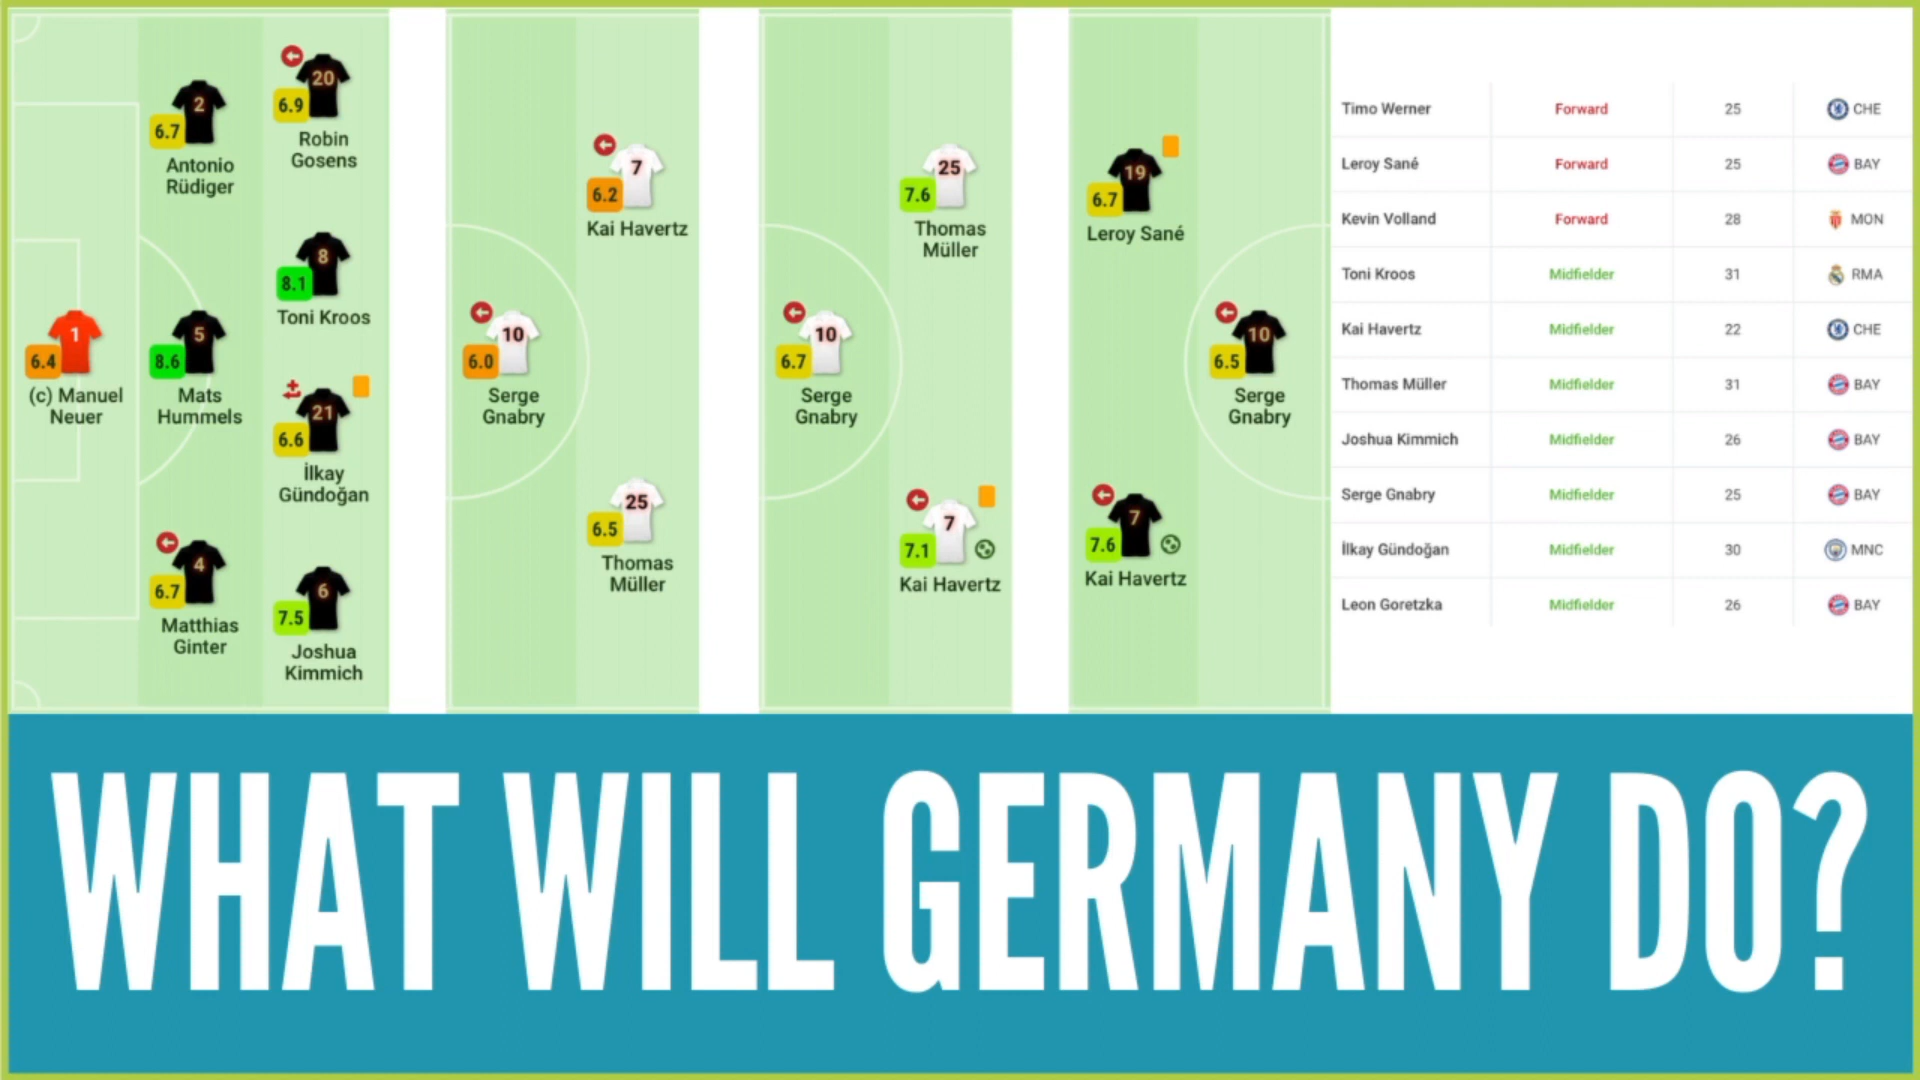 1
6.4
(c) Manuel
Neuer
2
6.7
Antonio
Rüdiger
5
8.6
Mats
Hummels
4
6.7
Matthias
Ginter
20
6.9
Robin
Gosens
8
8.1
Toni Kroos
21
6.6
İlkay
Gündoğan
6
7.5
Joshua
Kimmich
10
6.0
Serge
Gnabry
7
6.2
Kai Havertz
25
6.5
Thomas
Müller
10
6.7
Serge
Gnabry
25
7.6
Thomas
Müller
7
7.1
Kai Havertz
19
6.7
Leroy Sané
7
7.6
Kai Havertz
10
6.5
Serge
Gnabry
Timo Werner Forward 25 CHE
Leroy Sané Forward 25 BAY
Kevin Volland Forward 28 MON
Toni Kroos Midfielder 31 RMA
Kai Havertz Midfielder 22 CHE
Thomas Müller Midfielder 31 BAY
Joshua Kimmich Midfielder 26 BAY
Serge Gnabry Midfielder 25 BAY
İlkay Gündoğan Midfielder 30 MNC
Leon Goretzka Midfielder 26 BAY
WHAT WILL GERMANY DO?